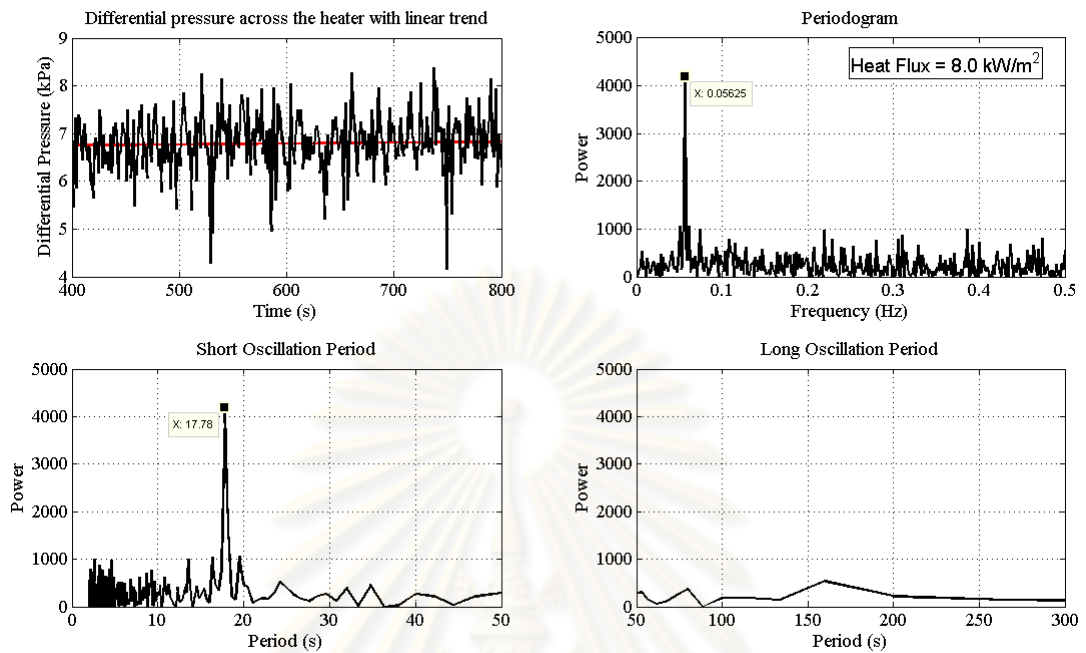 Differential pressure across the heater with linear trend
Differential Pressure (kPa)
9
8
7
6
5
4
400 500 600 700 800
Time (s)
Periodogram
Heat Flux = 8.0 kW/m²
X: 0.05625
Power
5000
4000
3000
2000
1000
0
0 0.1 0.2 0.3 0.4 0.5
Frequency (Hz)
Short Oscillation Period
X: 17.78
Power
5000
4000
3000
2000
1000
0
0 10 20 30 40 50
Period (s)
Long Oscillation Period
Power
5000
4000
3000
2000
1000
0
50 100 150 200 250 300
Period (s)